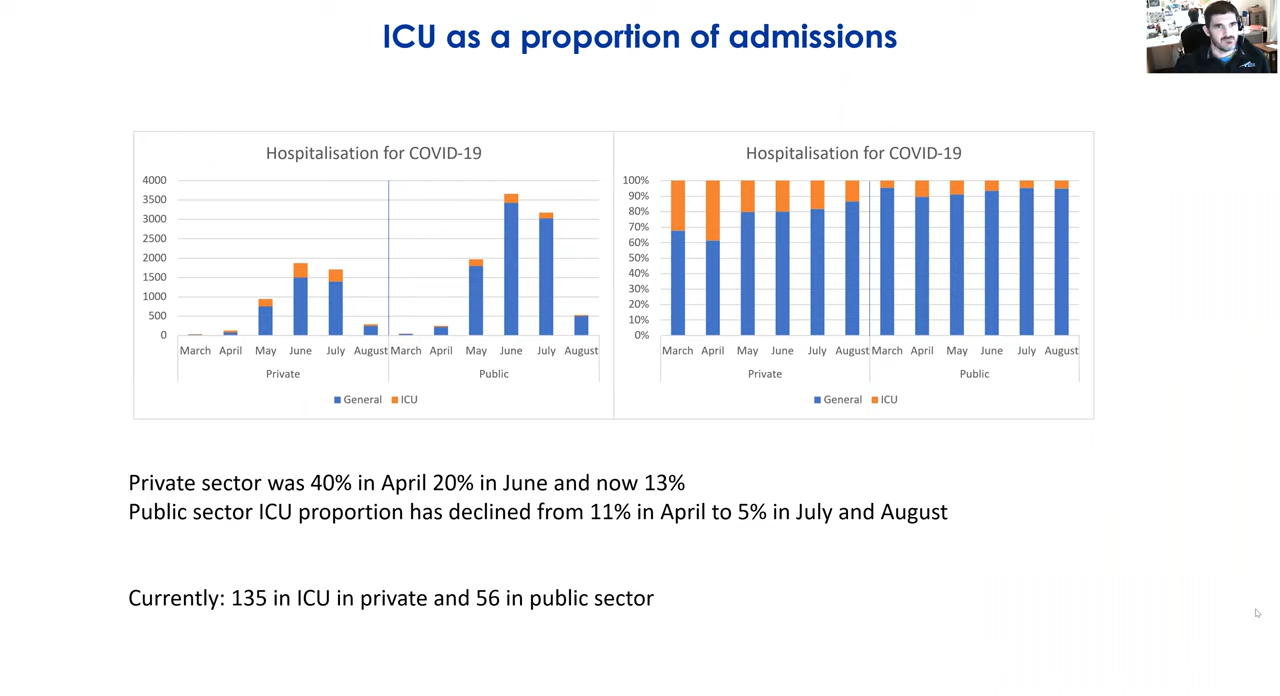 ICU as a proportion of admissions
Hospitalisation for COVID-19
4000
3500
3000
2500
2000
1500
1000
500
0
March April May June July August March April May June July August
Private Public
General ICU
Hospitalisation for COVID-19
100%
90%
80%
70%
60%
50%
40%
30%
20%
10%
0%
March April May June July August March April May June July August
Private Public
General ICU
Private sector was 40% in April 20% in June and now 13%
Public sector ICU proportion has declined from 11% in April to 5% in July and August
Currently: 135 in ICU in private and 56 in public sector